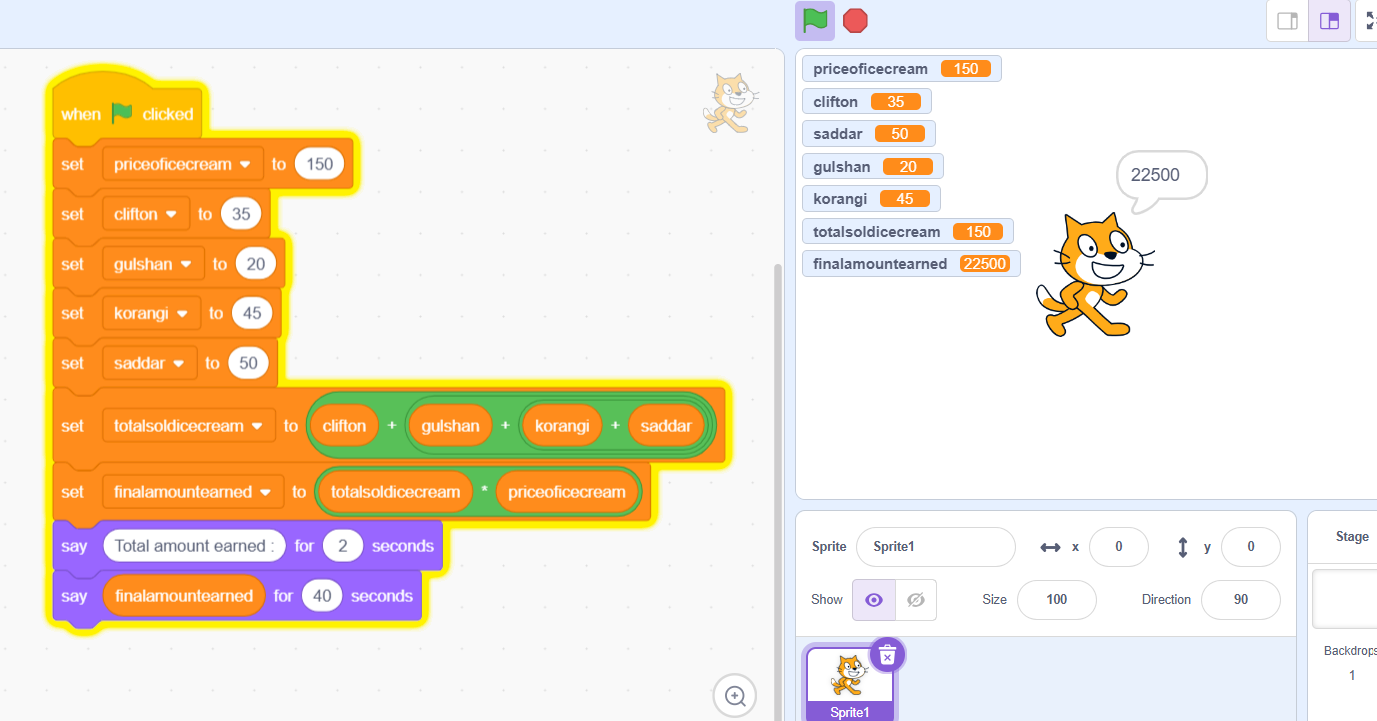 when clicked
set priceoficecream to 150
set clifton to 35
set gulshan to 20
set korangi to 45
set saddar to 50
set totalsoldicecream to clifton + gulshan + korangi + saddar
set finalamountearned to totalsoldicecream * priceoficecream
say Total amount earned : for 2 seconds
say finalamountearned for 40 seconds
priceoficecream 150
clifton 35
saddar 50
gulshan 20
korangi 45
totalsoldicecream 150
finalamountearned 22500
22500
Sprite Sprite1 x 0 y 0
Show Size 100 Direction 90
Sprite1
Stage
Backdrops
1